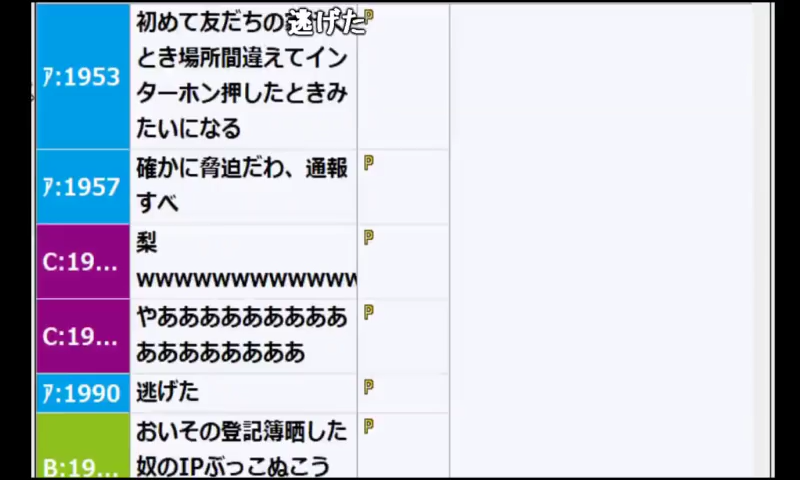 逃げた
ｱ:1953
初めて友だちの
とき場所間違えてイン
ターホン押したときみ
たいになる
P
ｱ:1957
確かに脅迫だわ、通報
すべ
P
C:19...
梨
wwwwwwwwwwwww
P
C:19...
やあああああああああ
ああああああああ
P
ｱ:1990
逃げた
P
B:19...
おいその登記簿晒した
奴のIPぶっこぬこう
P